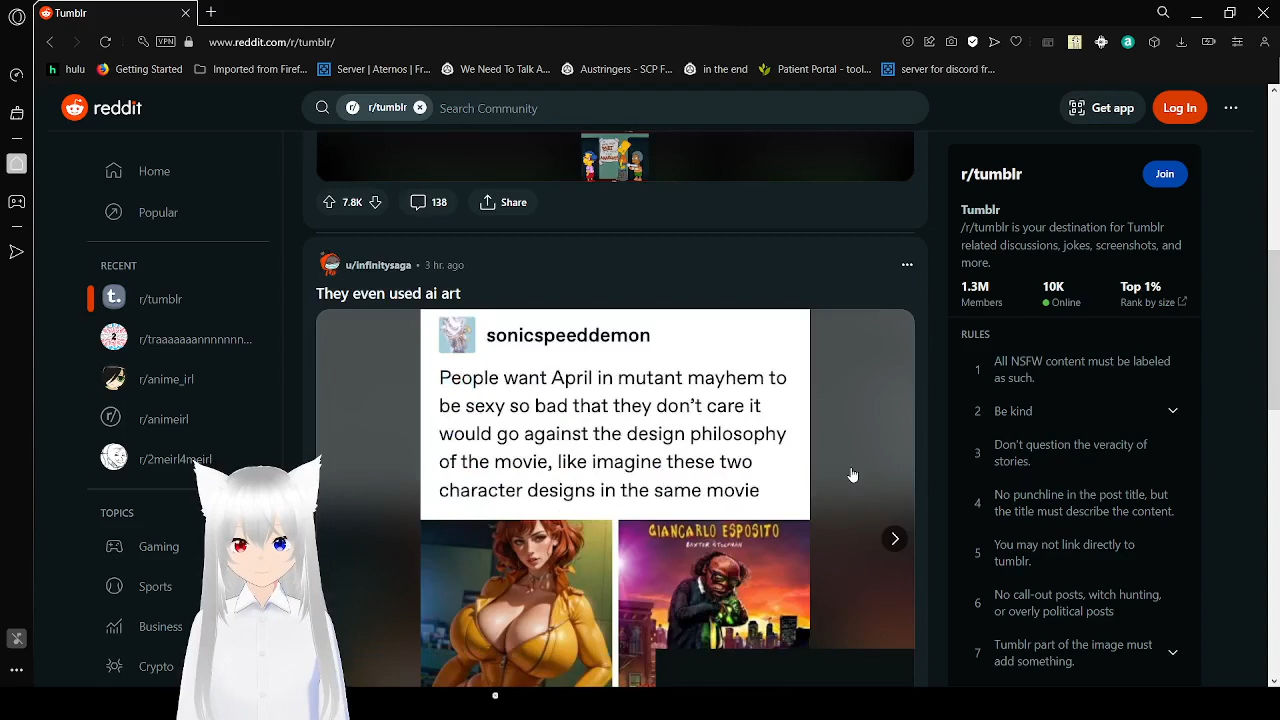 Tumblr
VPN
www.reddit.com/r/tumblr/
h hulu
Getting Started
Imported from Firef...
Server | Aternos | Fr...
We Need To Talk A...
Austringers - SCP F...
in the end
Patient Portal - tool...
server for discord fr...
reddit
r/ r/tumblr
Search Community
Get app
Log In
Home
Popular
RECENT
t. r/tumblr
2 r/traaaaaaannnnnnn...
r/anime_irl
r/ r/animeirl
r/2meirl4meirl
TOPICS
Gaming
Sports
Business
Crypto
7.8K
138
Share
u/infinitysaga • 3 hr. ago
They even used ai art
sonicspeeddemon
People want April in mutant mayhem to
be sexy so bad that they don’t care it
would go against the design philosophy
of the movie, like imagine these two
character designs in the same movie
GIANCARLO ESPOSITO
BAXTER STOCKMAN
r/tumblr
Join
Tumblr
/r/tumblr is your destination for Tumblr
related discussions, jokes, screenshots, and
more.
1.3M
10K
Top 1%
Members
Online
Rank by size
RULES
1 All NSFW content must be labeled
as such.
2 Be kind
3 Don't question the veracity of
stories.
4 No punchline in the post title, but
the title must describe the content.
5 You may not link directly to
tumblr.
6 No call-out posts, witch hunting,
or overly political posts
7 Tumblr part of the image must
add something.